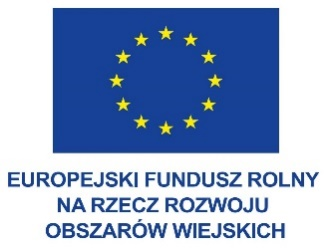 EUROPEJSKI FUNDUSZ ROLNY
NA RZECZ ROZWOJU
OBSZARÓW WIEJSKICH